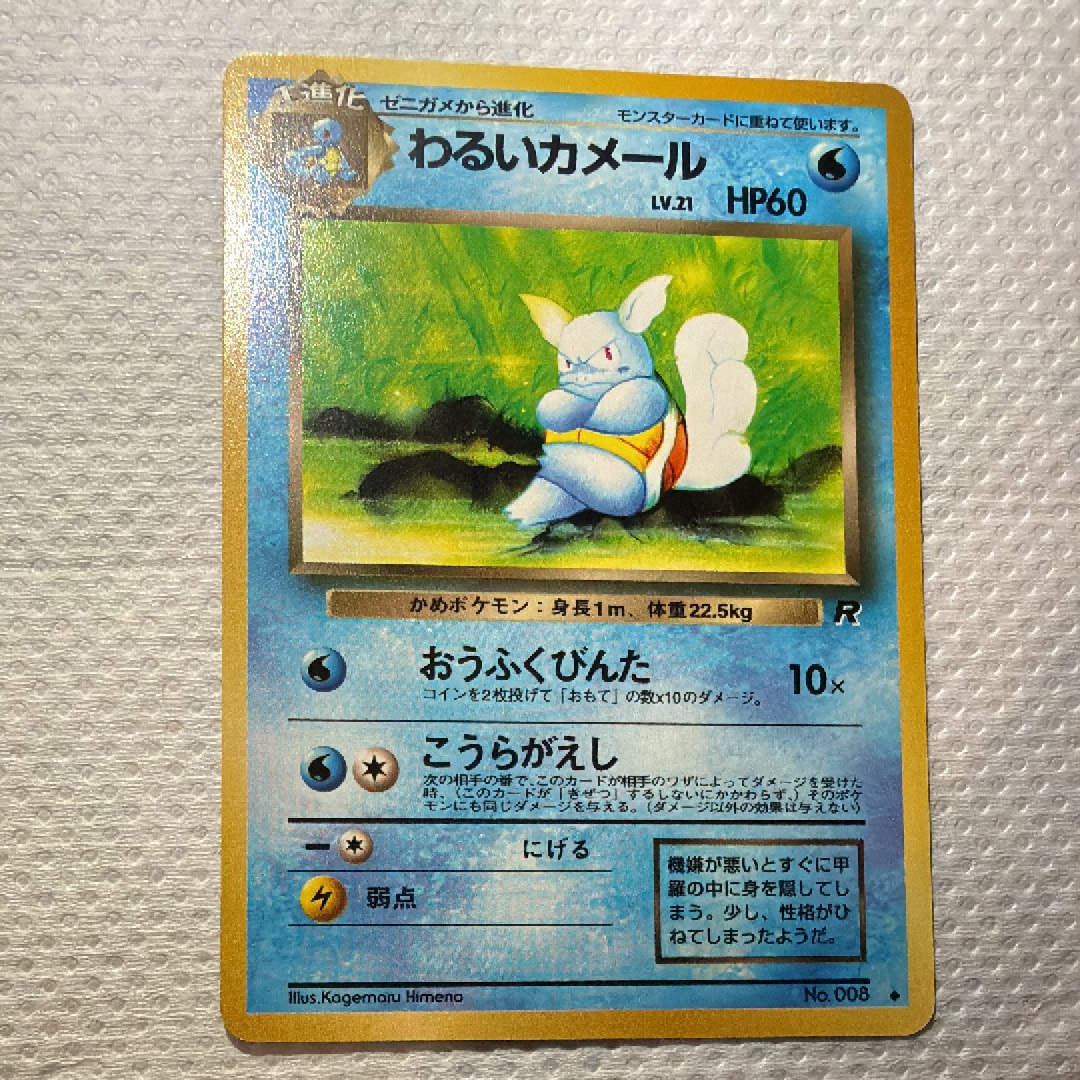 1進化
ゼニガメから進化
モンスターカードに重ねて使います。
わるいカメール
LV.21 HP60
かめポケモン：身長1m、体重22.5kg
R
おうふくびんた 10×
コインを2枚投げて「おもて」の数×10のダメージ。
こうらがえし
次の相手の番で、このカードが相手のワザによってダメージを受けた
時、（このカードが「きぜつ」するしないにかかわらず、）そのポケ
モンにも同じダメージを与える。（ダメージ以外の効果は与えない）
ー にげる
弱点
機嫌が悪いとすぐに甲
羅の中に身を隠してし
まう。少し、性格がひ
ねてしまったようだ。
Illus.Kagemaru Himeno
No. 008